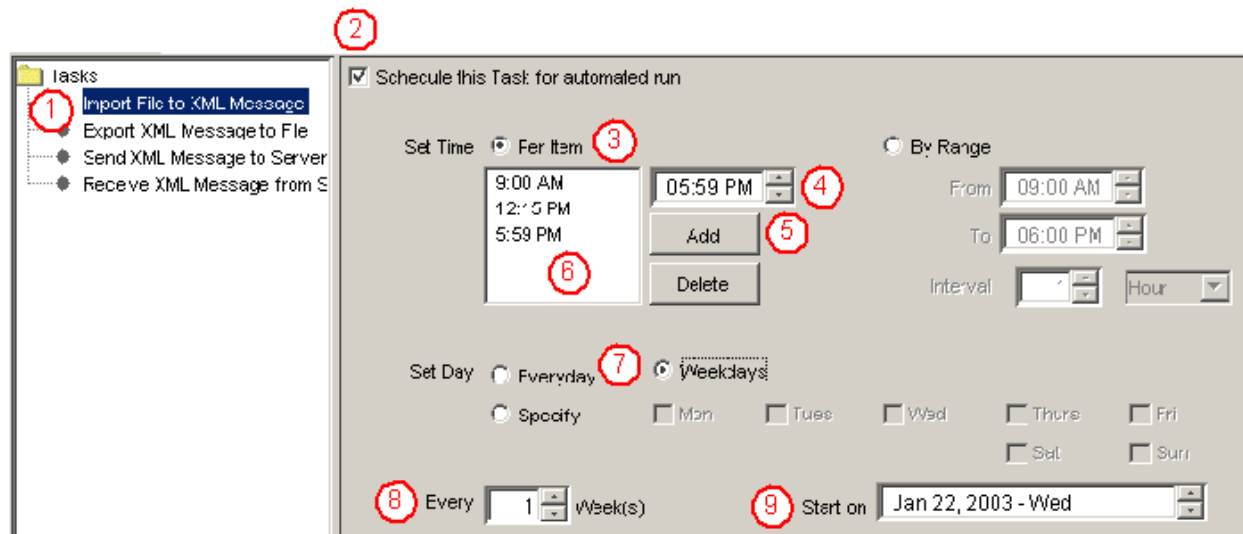 2
Tasks
Schedule this Task for automated run
1
Import File to XML Message
Export XML Message to File
Send XML Message to Server
Receive XML Message from S
Set Time
Per Item
3
By Range
9:00 AM
12:15 PM
5:59 PM
6
05:59 PM
4
Add
5
Delete
From
09:00 AM
To
06:00 PM
Interval
Hour
Set Day
Everyday
7
Weekdays
Specify
Mon
Tues
Wed
Thurs
Fri
Sat
Sun
8
Every
1
Week(s)
9
Start on
Jan 22, 2003 - Wed